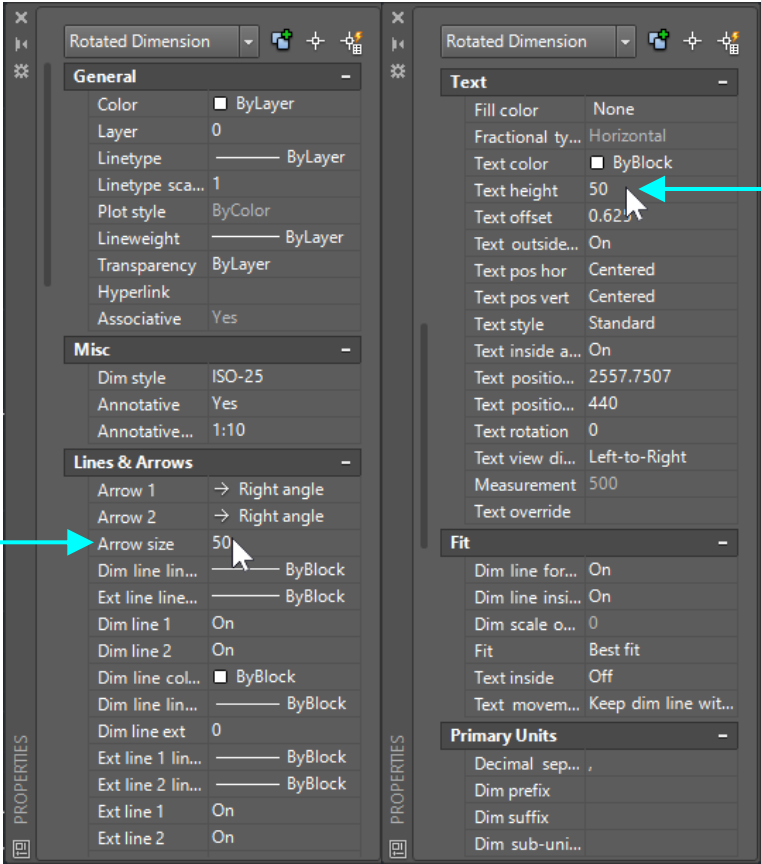 Rotated Dimension
General
Color ByLayer
Layer 0
Linetype ByLayer
Linetype sca... 1
Plot style ByColor
Lineweight ByLayer
Transparency ByLayer
Hyperlink
Associative Yes
Misc
Dim style ISO-25
Annotative Yes
Annotative... 1:10
Lines & Arrows
Arrow 1 Right angle
Arrow 2 Right angle
Arrow size 50
Dim line lin... ByBlock
Ext line line... ByBlock
Dim line 1 On
Dim line 2 On
Dim line col... ByBlock
Dim line lin... ByBlock
Dim line ext 0
Ext line 1 lin... ByBlock
Ext line 2 lin... ByBlock
Ext line 1 On
Ext line 2 On
PROPERTIES
Rotated Dimension
Text
Fill color None
Fractional ty... Horizontal
Text color ByBlock
Text height 50
Text offset 0.625
Text outside... On
Text pos hor Centered
Text pos vert Centered
Text style Standard
Text inside a... On
Text positio... 2557.7507
Text positio... 440
Text rotation 0
Text view di... Left-to-Right
Measurement 500
Text override
Fit
Dim line for... On
Dim line insi... On
Dim scale o... 0
Fit Best fit
Text inside Off
Text movem... Keep dim line wit...
Primary Units
Decimal sep... ,
Dim prefix
Dim suffix
Dim sub-uni...
PROPERTIES